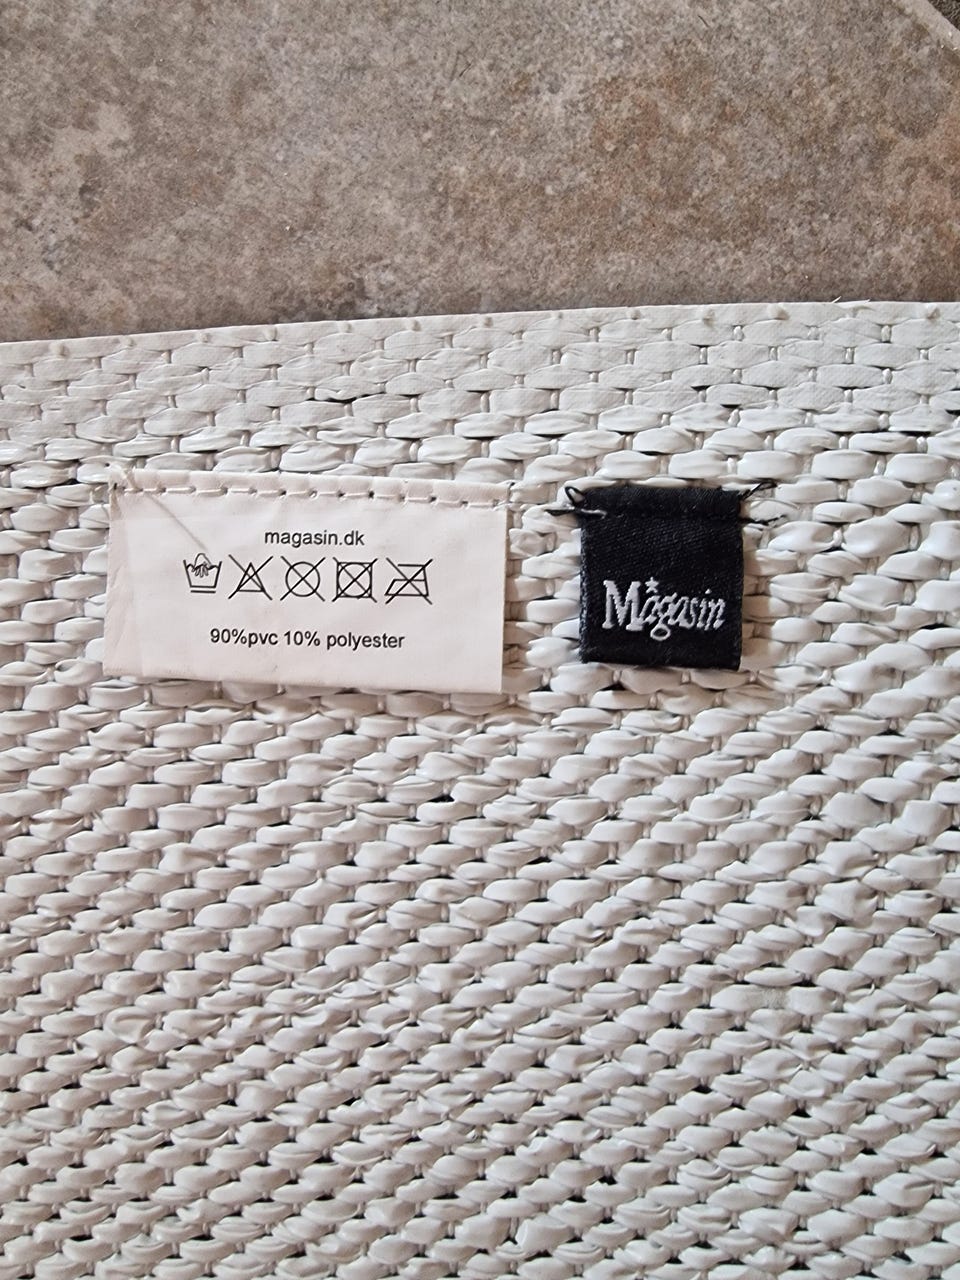 magasin.dk
90%pvc 10% polyester
Magasin